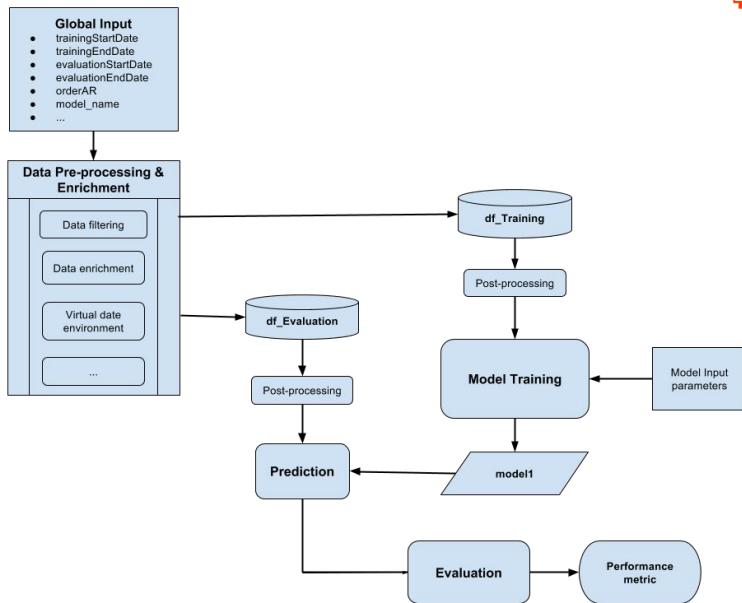 Global Input
● trainingStartDate
● trainingEndDate
● evaluationStartDate
● evaluationEndDate
● orderAR
● model_name
● ...
Data Pre-processing &
Enrichment
Data filtering
Data enrichment
Virtual date
environment
...
df_Training
Post-processing
df_Evaluation
Post-processing
Model Training
Model Input
parameters
Prediction
model1
Evaluation
Performance
metric